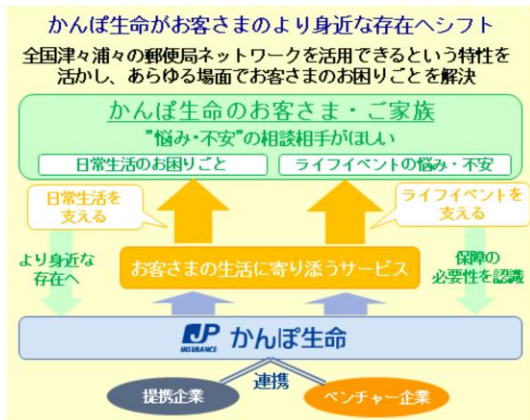 かんぽ生命がお客さまのより身近な存在へシフト
全国津々浦々の郵便局ネットワークを活用できるという特性を
活かし、あらゆる場面でお客さまのお困りごとを解決
かんぽ生命のお客さま・ご家族
”悩み・不安”の相談相手がほしい
日常生活のお困りごと
ライフイベントの悩み・不安
日常生活を
支える
ライフイベントを
支える
より身近な
存在へ
お客さまの生活に寄り添うサービス
保障の
必要性を認識
JP INSURANCE かんぽ生命
連携
提携企業
ベンチャー企業